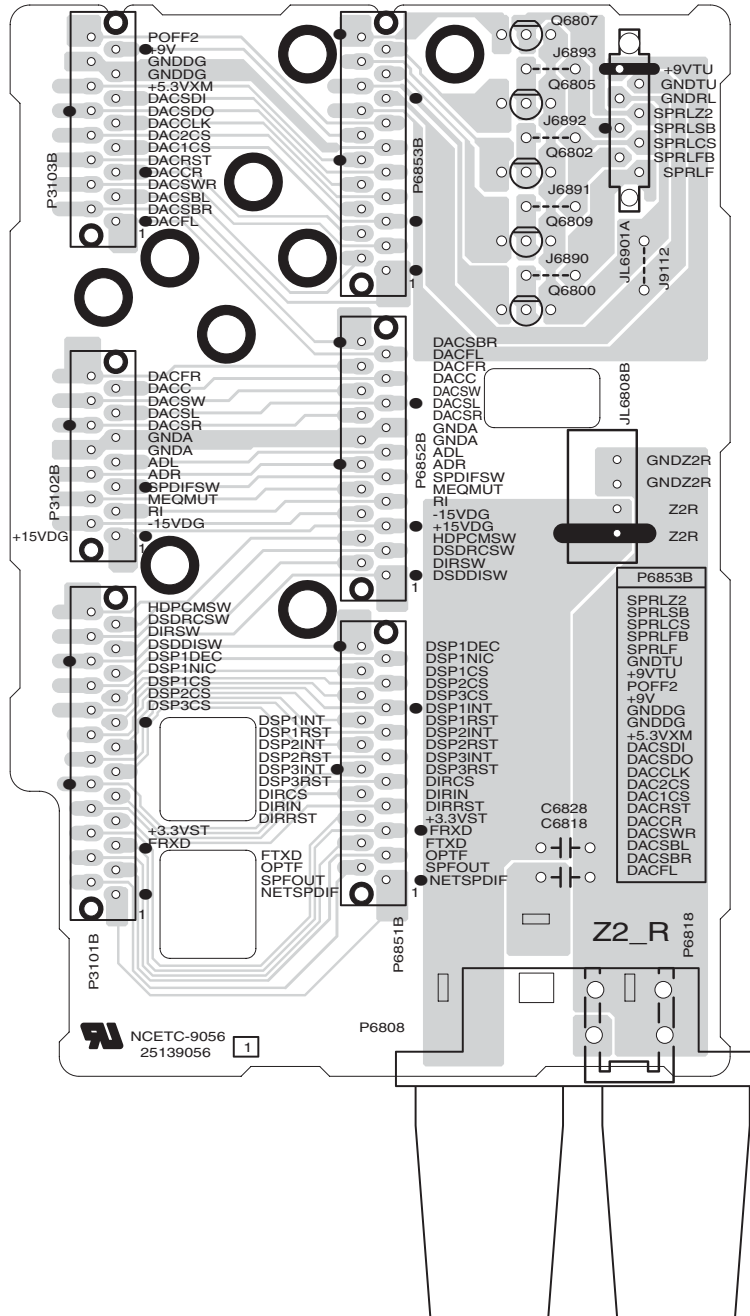 POFF2
+9V
GNDDG
GNDDG
+5.3VXM
DACSDI
DACSDO
DACCLK
DAC2CS
DAC1CS
DACRST
DACCR
DACSWR
DACSBL
DACSBR
DACFL
1
P3103B
P6853B
1
Q6807
J6893
Q6805
J6892
Q6802
J6891
Q6809
J6890
Q6800
+9VTU
GNDTU
GNDRL
SPRLZ2
SPRLSB
SPRLCS
SPRLFB
SPRLF
JL6901A
J9112
DACFR
DACC
DACSW
DACSL
DACSR
GNDA
GNDA
ADL
ADR
SPDIFSW
MEQMUT
RI
-15VDG
+15VDG
1
P3102B
DACSBR
DACFL
DACFR
DACC
DACSW
DACSL
DACSR
GNDA
GNDA
ADL
ADR
SPDIFSW
MEQMUT
RI
-15VDG
+15VDG
HDPCMSW
DSDRCSW
DIRSW
DSDDISW
1
P6852B
JL6808B
GNDZ2R
GNDZ2R
Z2R
Z2R
HDPCMSW
DSDRCSW
DIRSW
DSDDISW
DSP1DEC
DSP1NIC
DSP1CS
DSP2CS
DSP3CS
DSP1INT
DSP1RST
DSP2INT
DSP2RST
DSP3INT
DSP3RST
DIRCS
DIRIN
DIRRST
+3.3VST
FRXD
FTXD
OPTF
SPFOUT
NETSPDIF
1
P3101B
DSP1DEC
DSP1NIC
DSP1CS
DSP2CS
DSP3CS
DSP1INT
DSP1RST
DSP2INT
DSP2RST
DSP3INT
DSP3RST
DIRCS
DIRIN
DIRRST
+3.3VST
FRXD
FTXD
OPTF
SPFOUT
NETSPDIF
1
P6851B
P6853B
SPRLZ2
SPRLSB
SPRLCS
SPRLFB
SPRLF
GNDTU
+9VTU
POFF2
+9V
GNDDG
GNDDG
+5.3VXM
DACSDI
DACSDO
DACCLK
DAC2CS
DAC1CS
DACRST
DACCR
DACSWR
DACSBL
DACSBR
DACFL
C6828
C6818
Z2_R
P6818
P6808
NCETC-9056
25139056
1